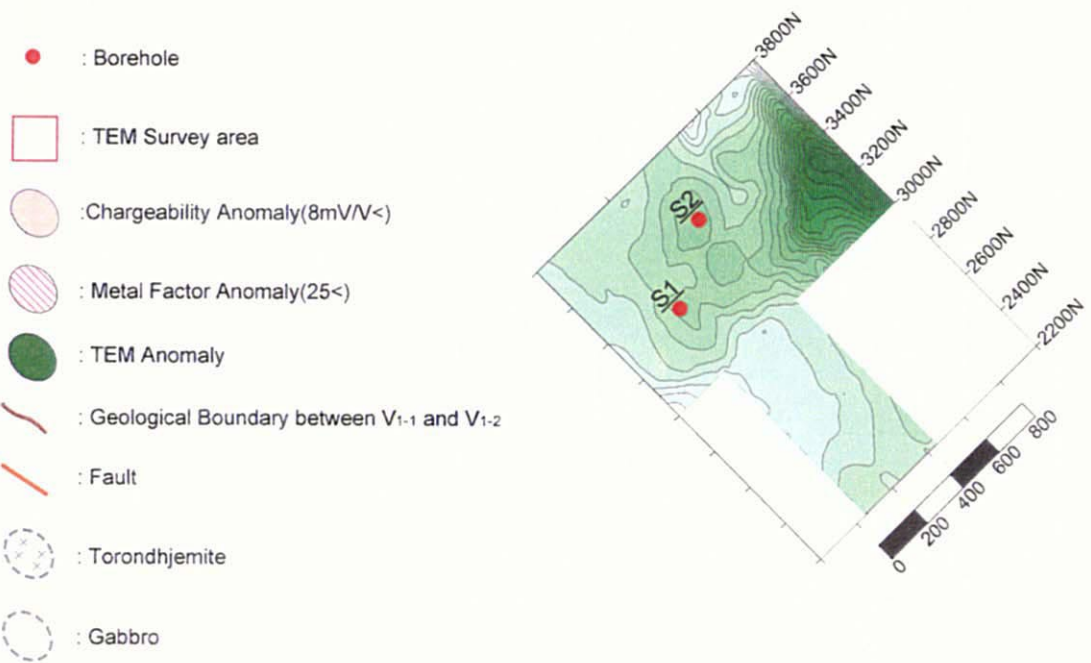 : Borehole
: TEM Survey area
:Chargeability Anomaly(8mV/V<)
: Metal Factor Anomaly(25<)
: TEM Anomaly
: Geological Boundary between V1-1 and V1-2
: Fault
: Torondhjemite
: Gabbro
3800N
3600N
3400N
3200N
3000N
2800N
2600N
2400N
2200N
S2
S1
0
200
400
600
800